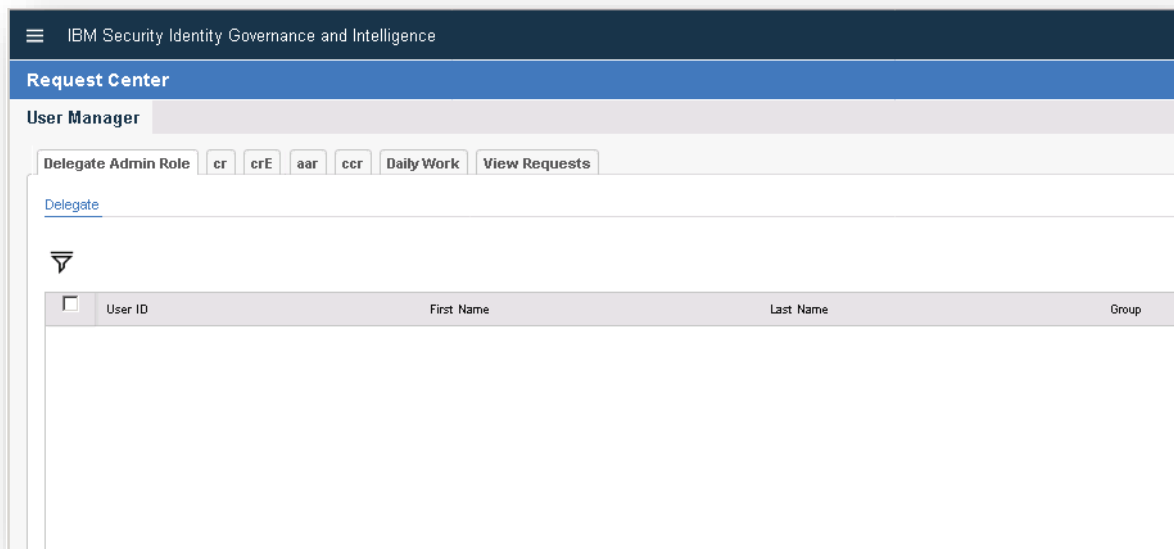 IBM Security Identity Governance and Intelligence
Request Center
User Manager
Delegate Admin Role cr crE aar ccr Daily Work View Requests
Delegate
User ID First Name Last Name Group